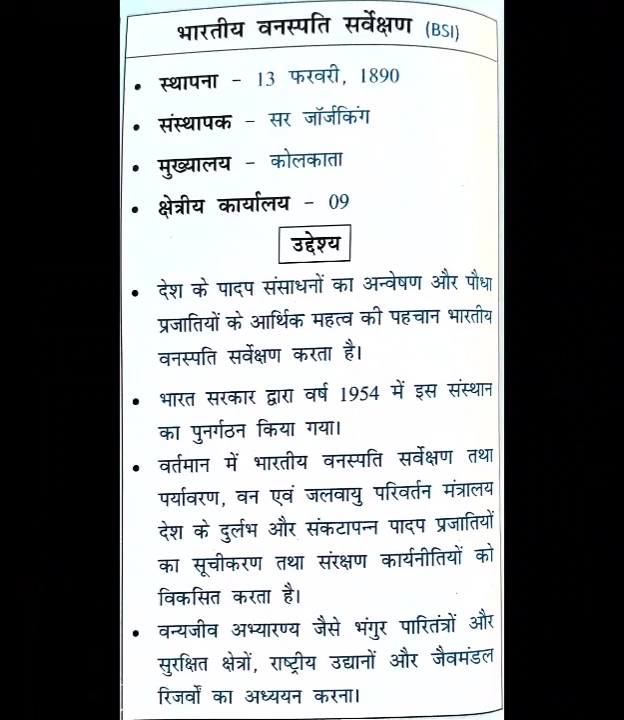 भारतीय वनस्पति सर्वेक्षण (BSI)
• स्थापना - 13 फरवरी, 1890
• संस्थापक - सर जॉर्जकिंग
• मुख्यालय - कोलकाता
• क्षेत्रीय कार्यालय - 09
उद्देश्य
• देश के पादप संसाधनों का अन्वेषण और पौधा
प्रजातियों के आर्थिक महत्व की पहचान भारतीय
वनस्पति सर्वेक्षण करता है।
• भारत सरकार द्वारा वर्ष 1954 में इस संस्थान
का पुनर्गठन किया गया।
• वर्तमान में भारतीय वनस्पति सर्वेक्षण तथा
पर्यावरण, वन एवं जलवायु परिवर्तन मंत्रालय
देश के दुर्लभ और संकटापन्न पादप प्रजातियों
का सूचीकरण तथा संरक्षण कार्यनीतियों को
विकसित करता है।
• वन्यजीव अभ्यारण्य जैसे भंगुर पारितंत्रों और
सुरक्षित क्षेत्रों, राष्ट्रीय उद्यानों और जैवमंडल
रिजर्वों का अध्ययन करना।